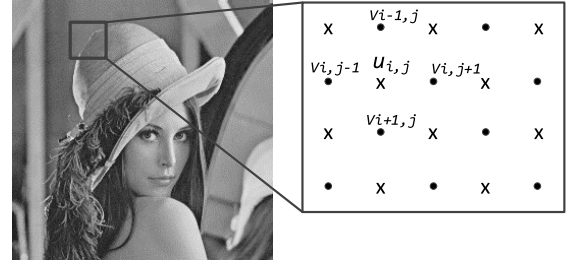 Vi-1,j
x x x
Vi,j-1 ui,j Vi,j+1
x x
Vi+1,j
x x x
x x